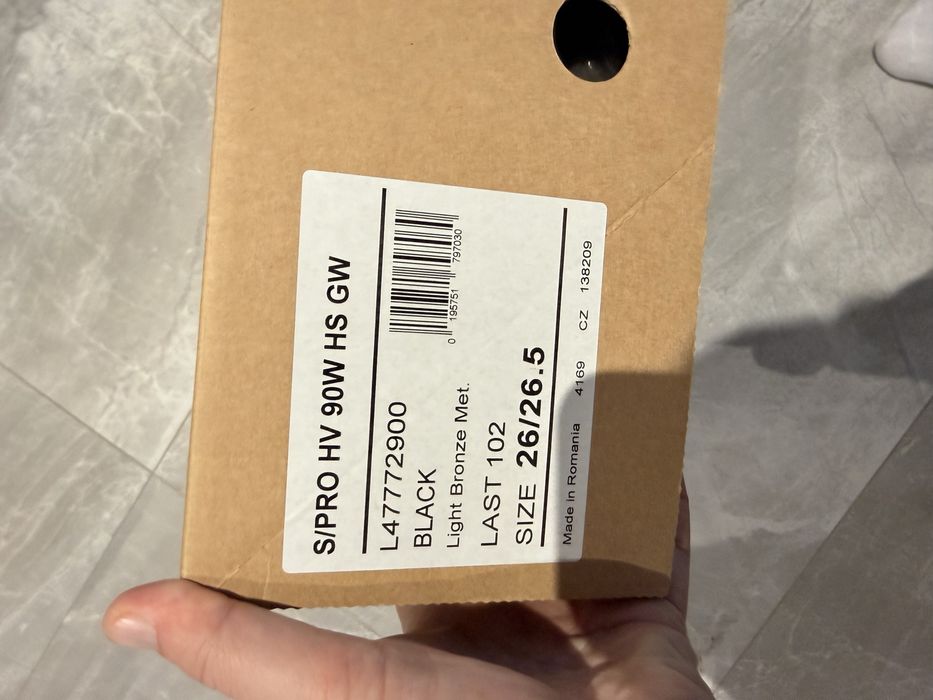 S/PRO HV 90W HS GW
L47772900
BLACK
Light Bronze Met.
0 195751 797030
LAST 102
SIZE 26/26.5
Made in Romania 4169 CZ 138209